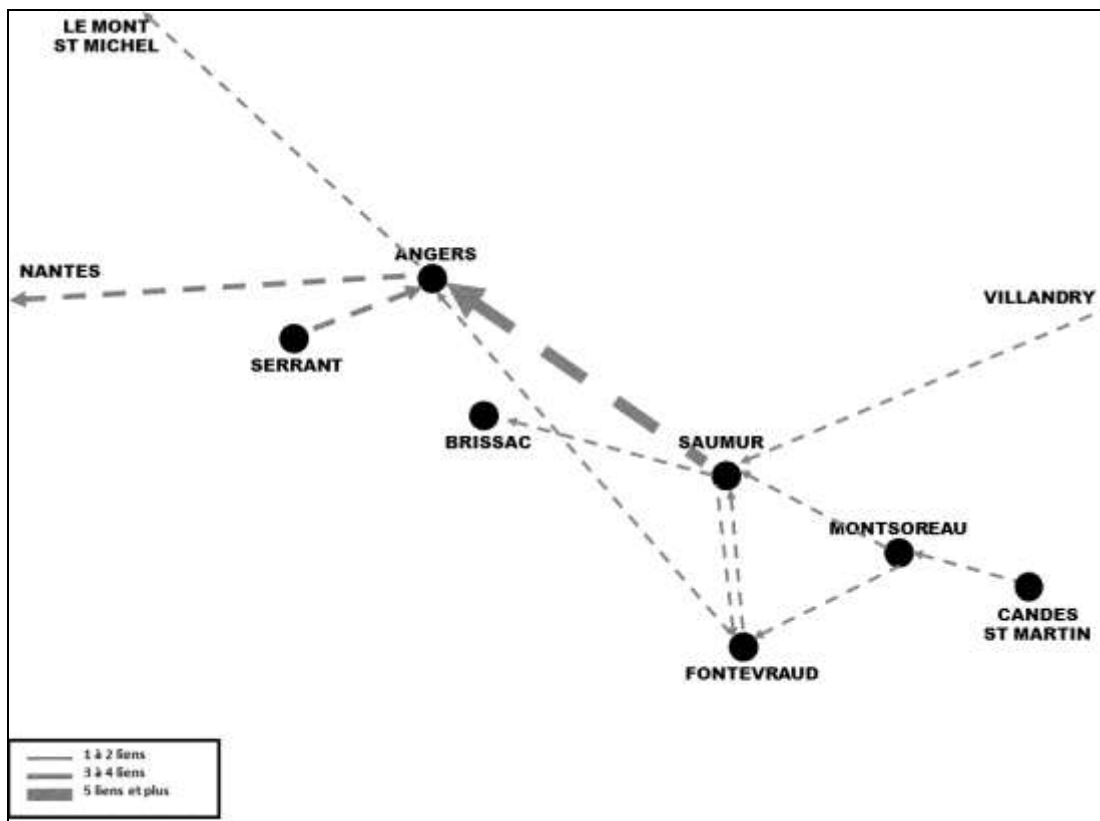 LE MONT
ST MICHEL
ANGERS
NANTES
VILLANDRY
SERRANT
BRISSAC
SAUMUR
MONTSOREAU
CANDES
ST MARTIN
FONTEVRAUD
1 à 2 liens
3 à 4 liens
5 liens et plus